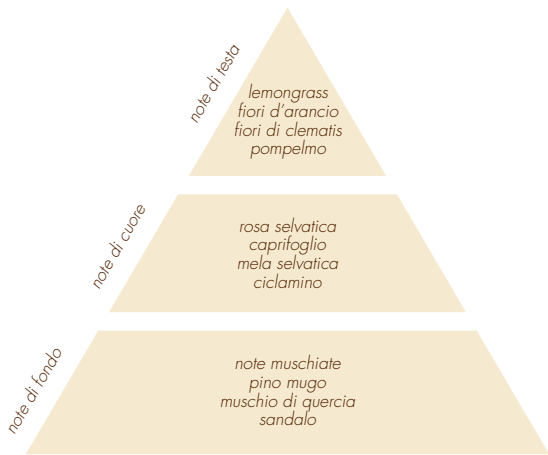 note di testa
lemongrass
fiori d'arancio
fiori di clematis
pompelmo
note di cuore
rosa selvatica
caprifoglio
mela selvatica
ciclamino
note di fondo
note muschiate
pino mugo
muschio di quercia
sandalo